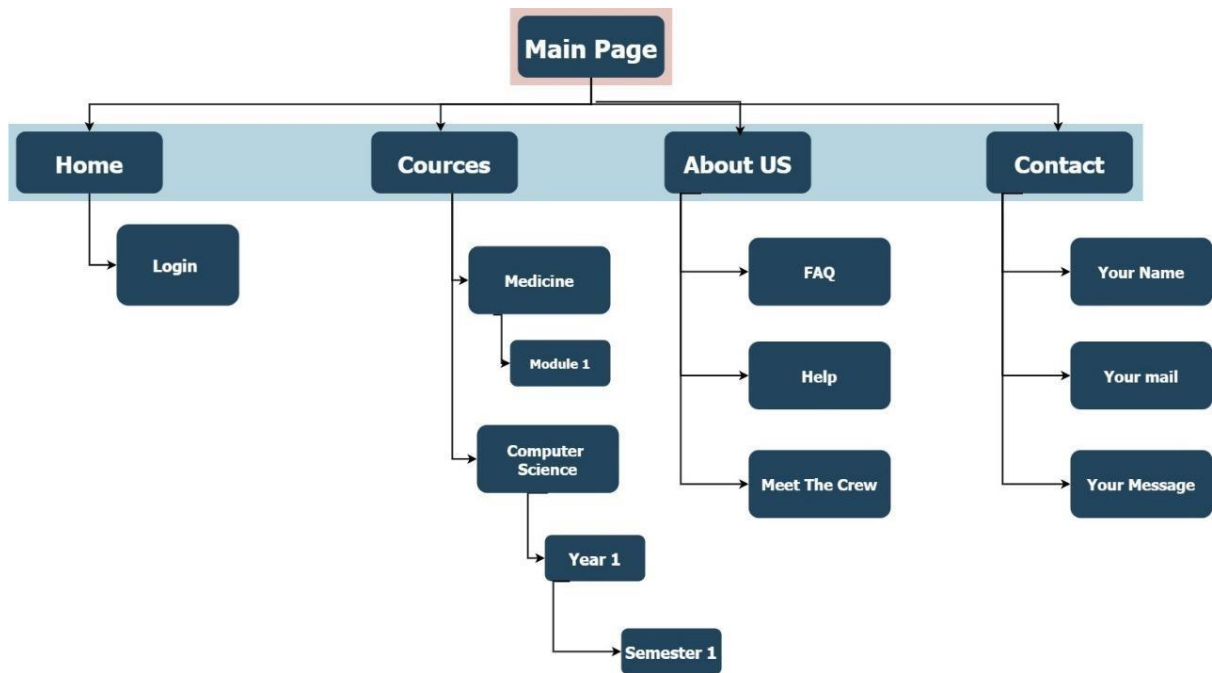 Main Page
Home
Cources
About US
Contact
Login
Medicine
Module 1
Computer
Science
Year 1
Semester 1
FAQ
Help
Meet The Crew
Your Name
Your mail
Your Message